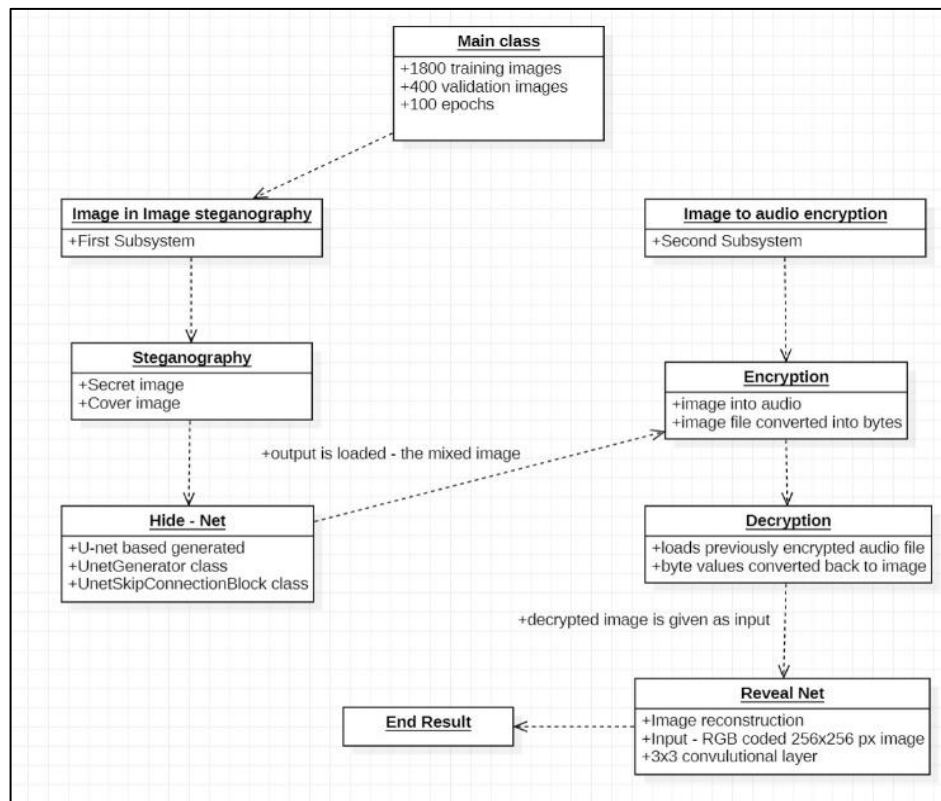 Main class
+1800 training images
+400 validation images
+100 epochs
Image in Image steganography
+First Subsystem
Image to audio encryption
+Second Subsystem
Steganography
+Secret image
+Cover image
Encryption
+image into audio
+image file converted into bytes
+output is loaded - the mixed image
Hide - Net
+U-net based generated
+UnetGenerator class
+UnetSkipConnectionBlock class
Decryption
+loads previously encrypted audio file
+byte values converted back to image
+decrypted image is given as input
Reveal Net
+Image reconstruction
+Input - RGB coded 256x256 px image
+3x3 convulutional layer
End Result